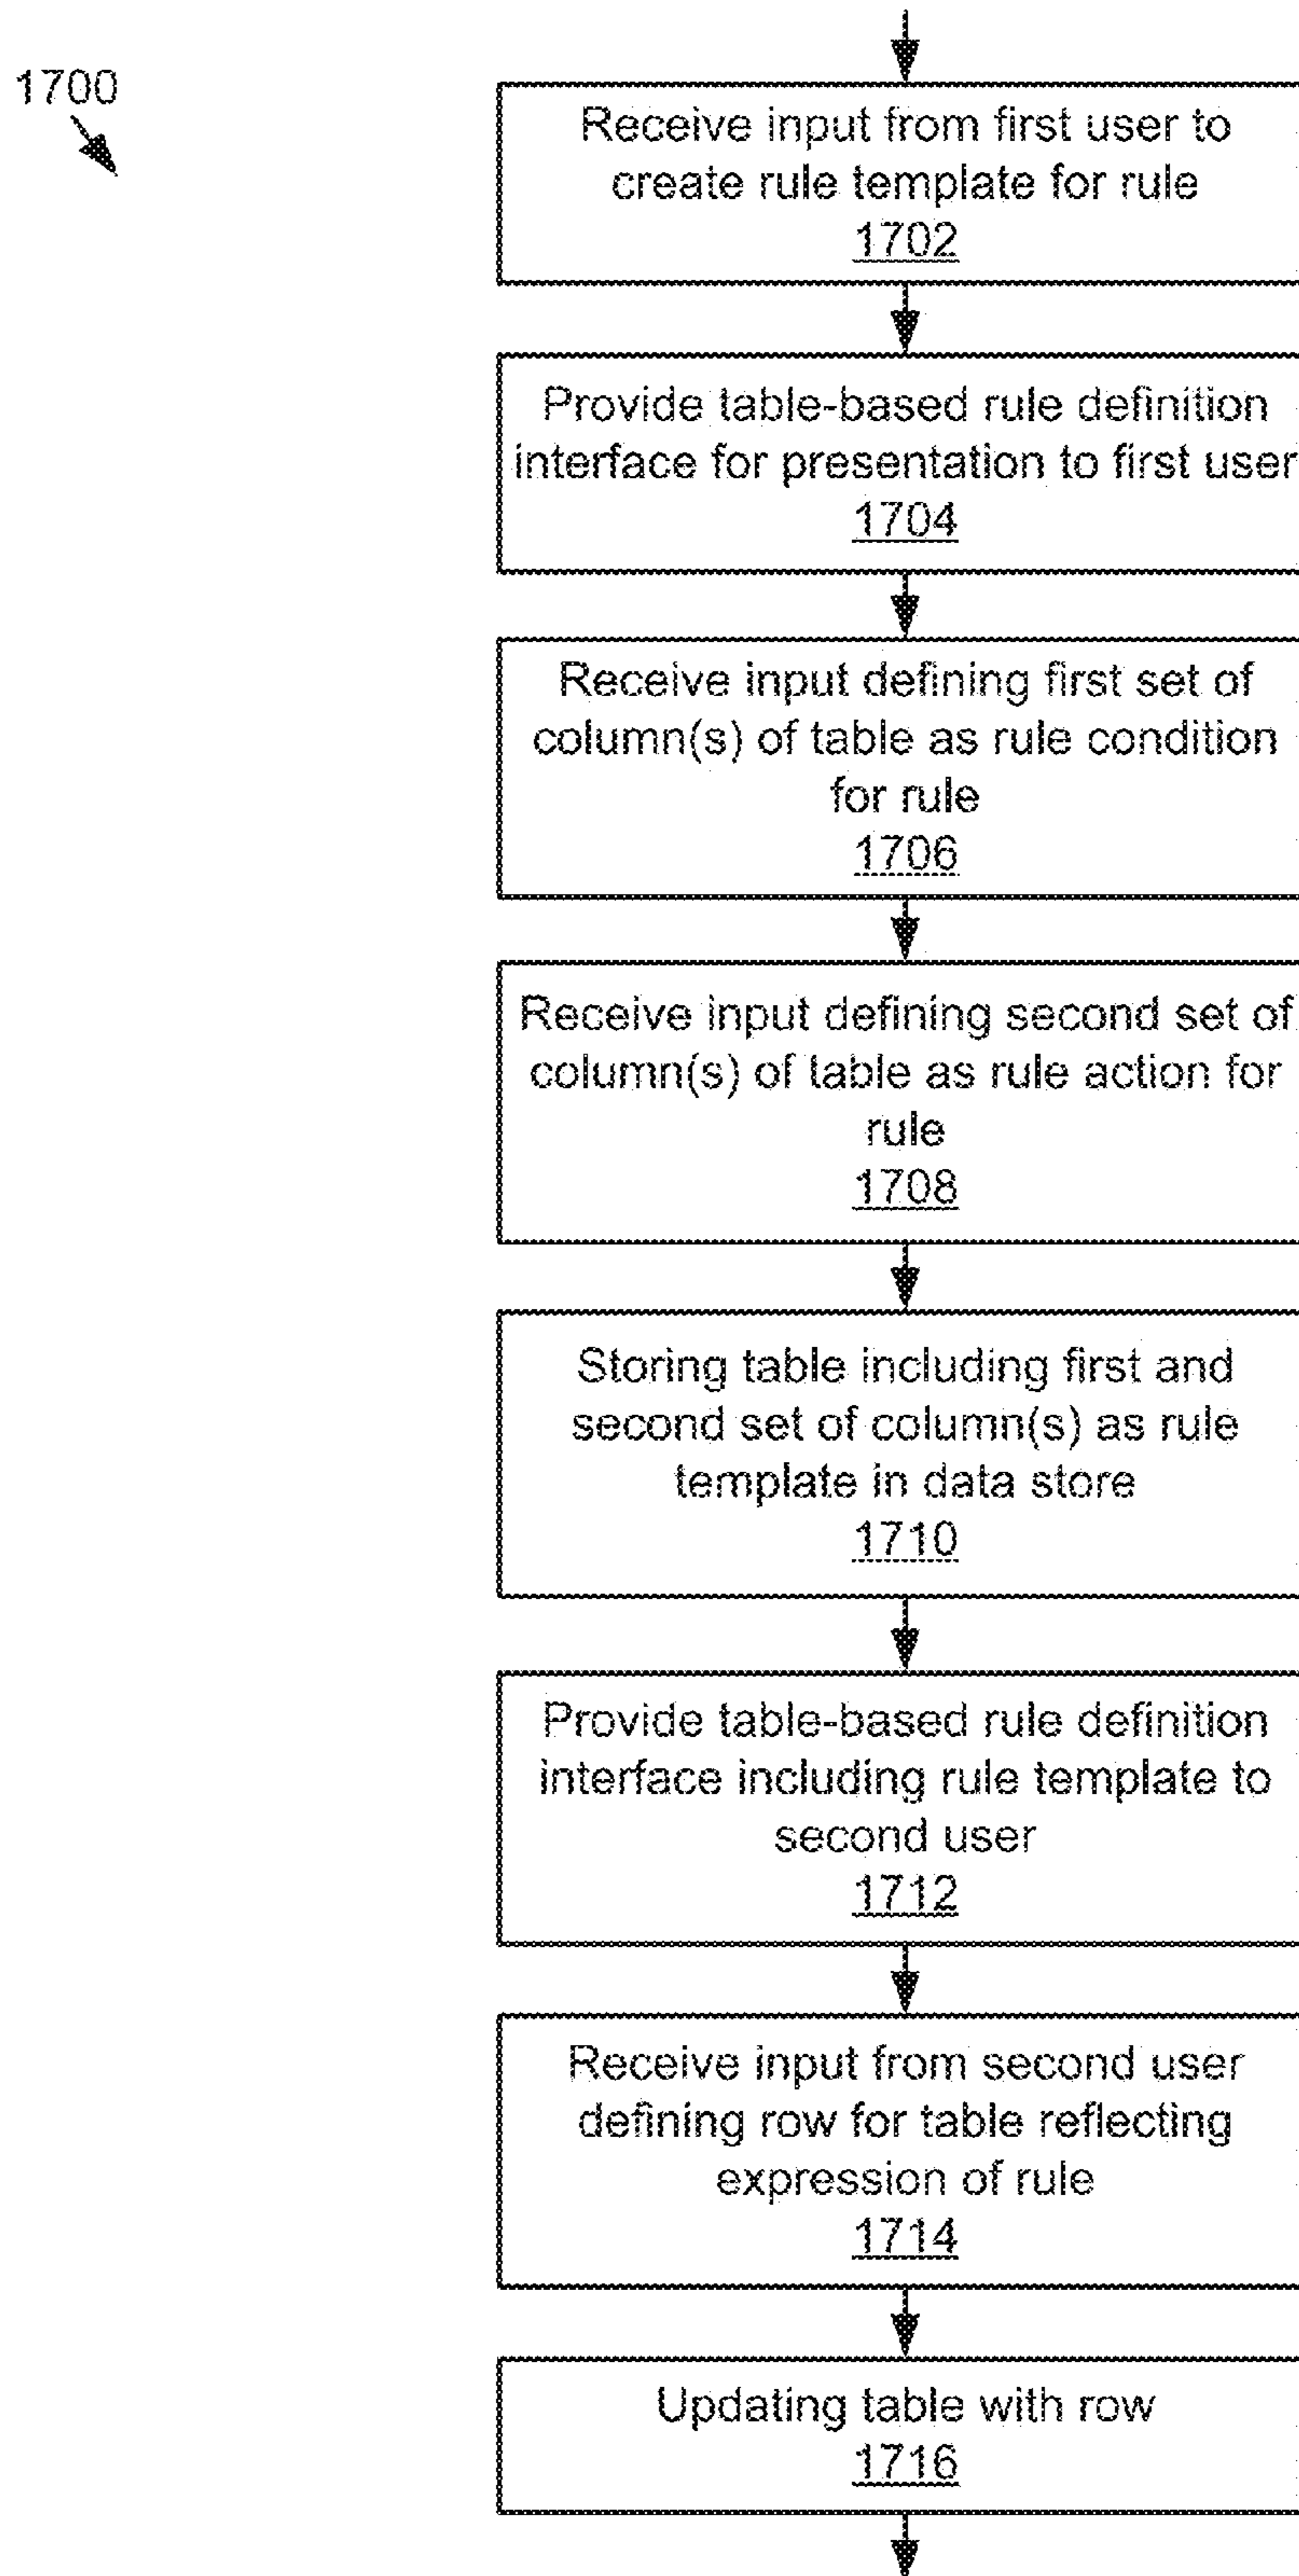 1700
Receive input from first user to
create rule template for rule
1702
Provide table-based rule definition
interface for presentation to first user
1704
Receive input defining first set of
column(s) of table as rule condition
for rule
1706
Receive input defining second set of
column(s) of table as rule action for
rule
1708
Storing table including first and
second set of column(s) as rule
template in data store
1710
Provide table-based rule definition
interface including rule template to
second user
1712
Receive input from second user
defining row for table reflecting
expression of rule
1714
Updating table with row
1716